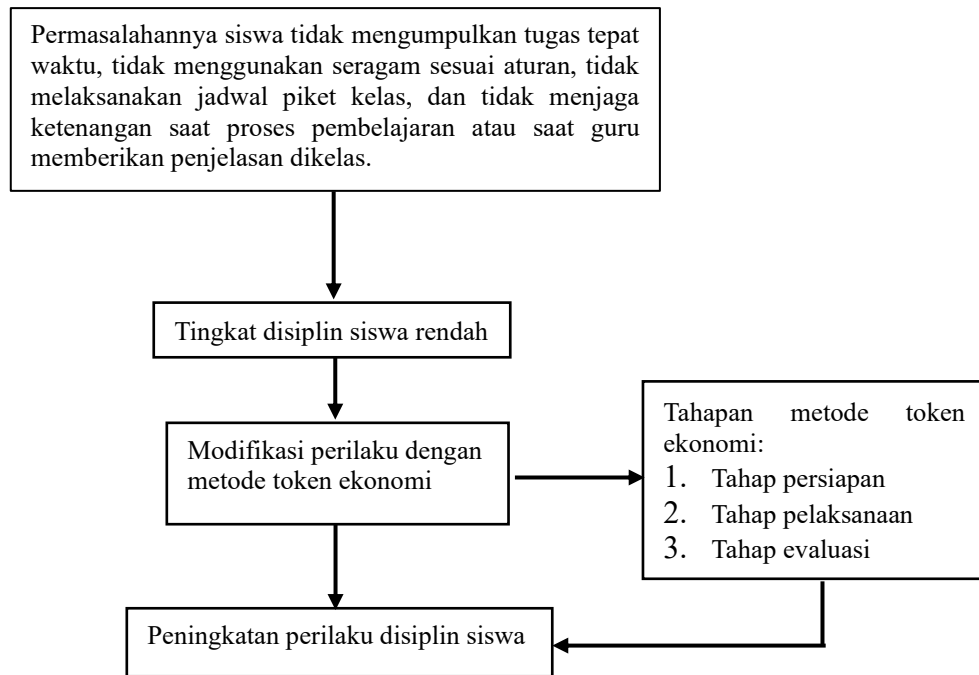 Permasalahannya siswa tidak mengumpulkan tugas tepat
waktu, tidak menggunakan seragam sesuai aturan, tidak
melaksanakan jadwal piket kelas, dan tidak menjaga
ketenangan saat proses pembelajaran atau saat guru
memberikan penjelasan dikelas.
Tingkat disiplin siswa rendah
Modifikasi perilaku dengan
metode token ekonomi
Tahapan metode token
ekonomi:
1. Tahap persiapan
2. Tahap pelaksanaan
3. Tahap evaluasi
Peningkatan perilaku disiplin siswa